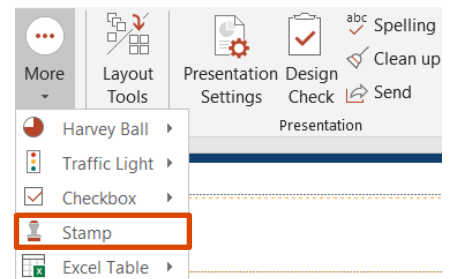 More
Layout
Tools
Presentation
Settings
Design
Check
abc Spelling
Clean up
Send
Presentation
Harvey Ball
Traffic Light
Checkbox
Stamp
Excel Table